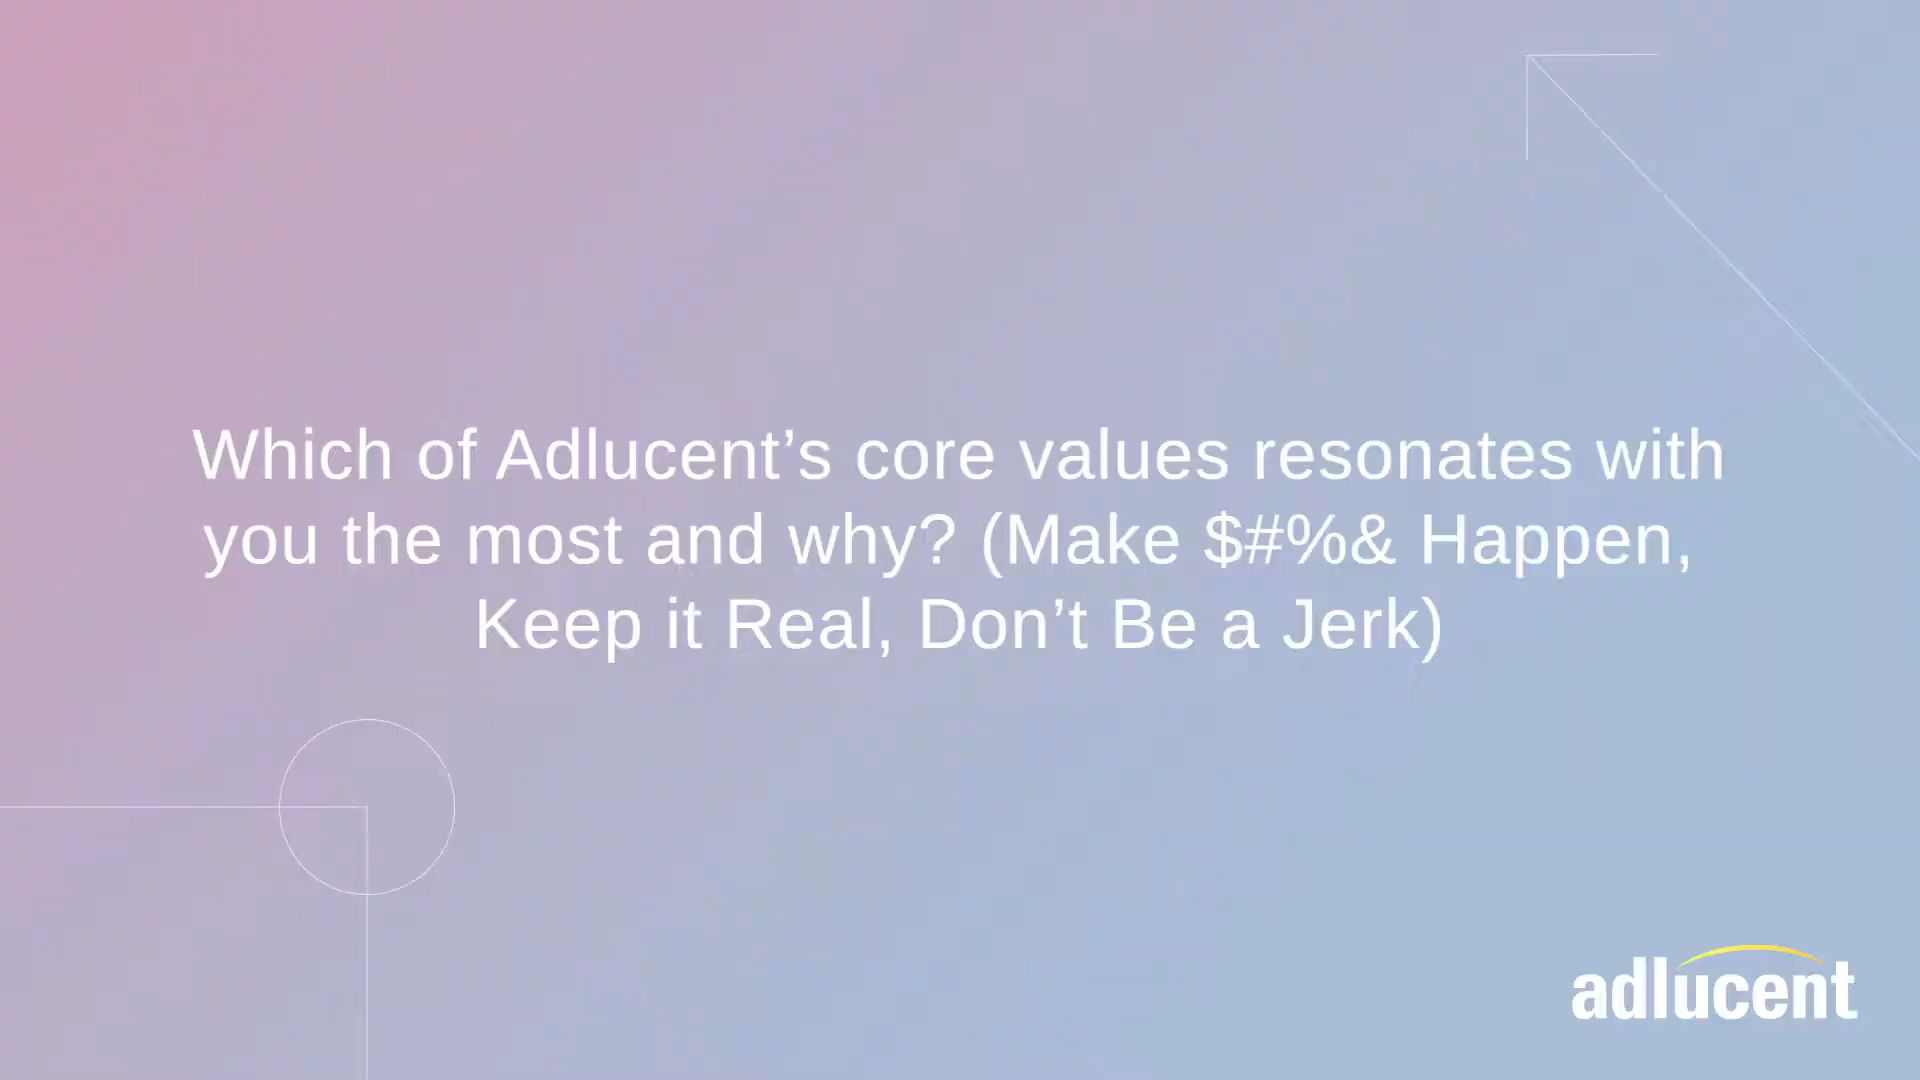 Which of Adlucent’s core values resonates with
you the most and why? (Make $#%& Happen,
Keep it Real, Don’t Be a Jerk)
adlucent